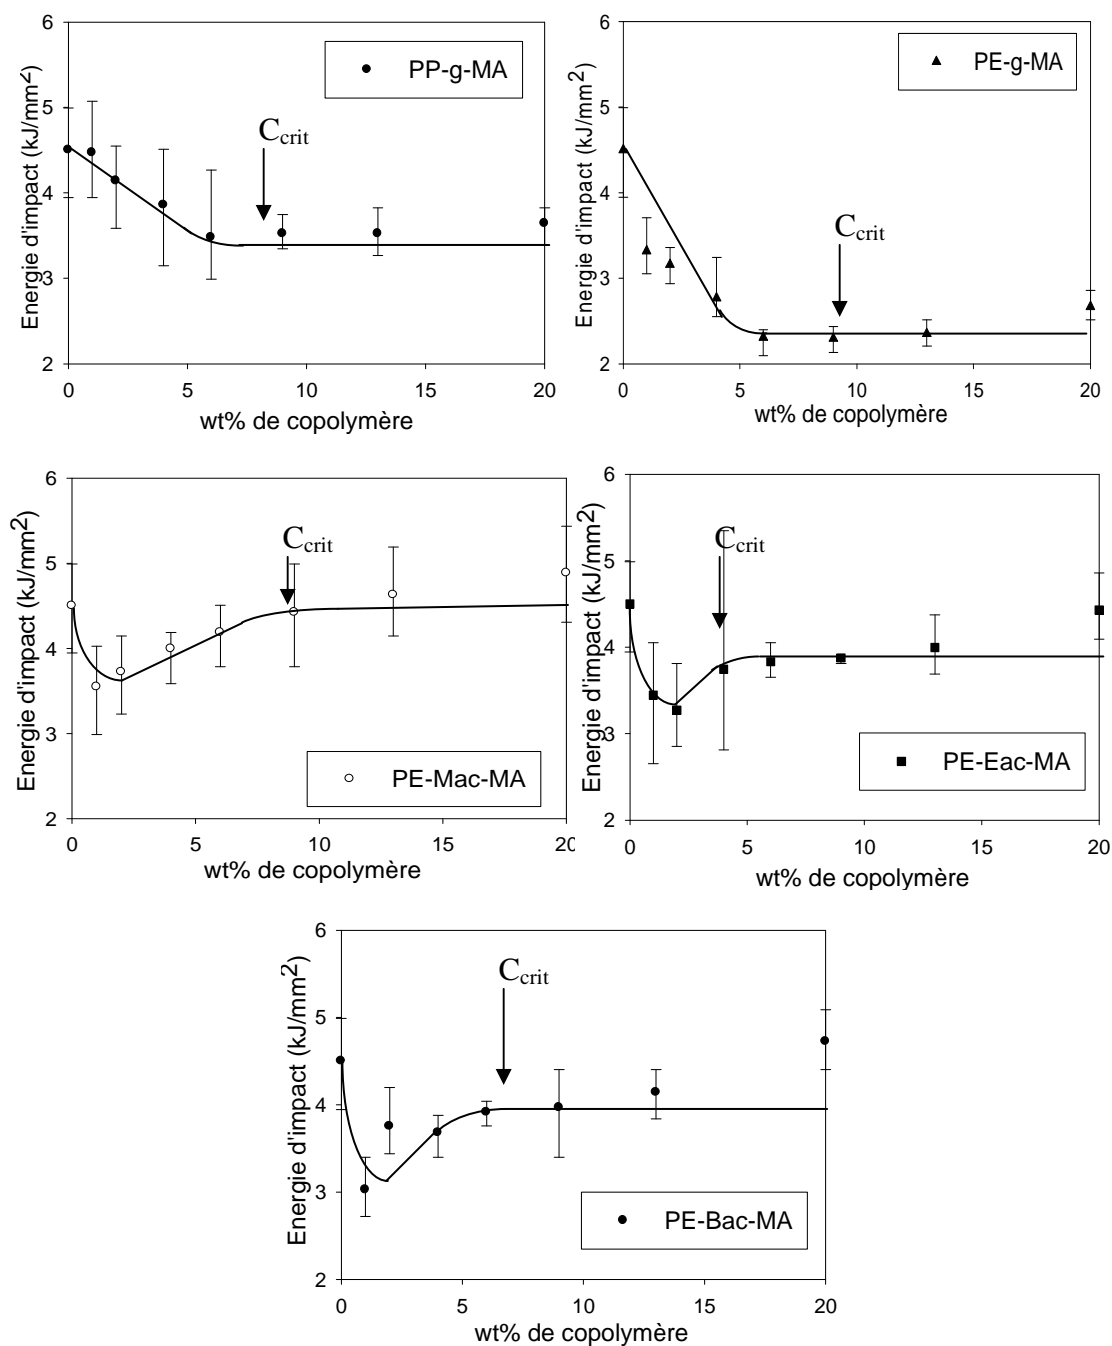 6
5
4
3
2
Energie d'impact (kJ/mm²)
PP-g-MA
C_crit
0 5 10 15 20
wt% de copolymère
6
5
4
3
2
Energie d'impact (kJ/mm²)
PE-g-MA
C_crit
0 5 10 15 20
wt% de copolymère
6
5
4
3
2
Energie d'impact (kJ/mm²)
C_crit
PE-Mac-MA
0 5 10 15 20
wt% de copolymère
6
5
4
3
2
Energie d'impact (kJ/mm²)
C_crit
PE-Eac-MA
0 5 10 15 20
wt% de copolymère
6
5
4
3
2
Energie d'impact (kJ/mm²)
C_crit
PE-Bac-MA
0 5 10 15 20
wt% de copolymère